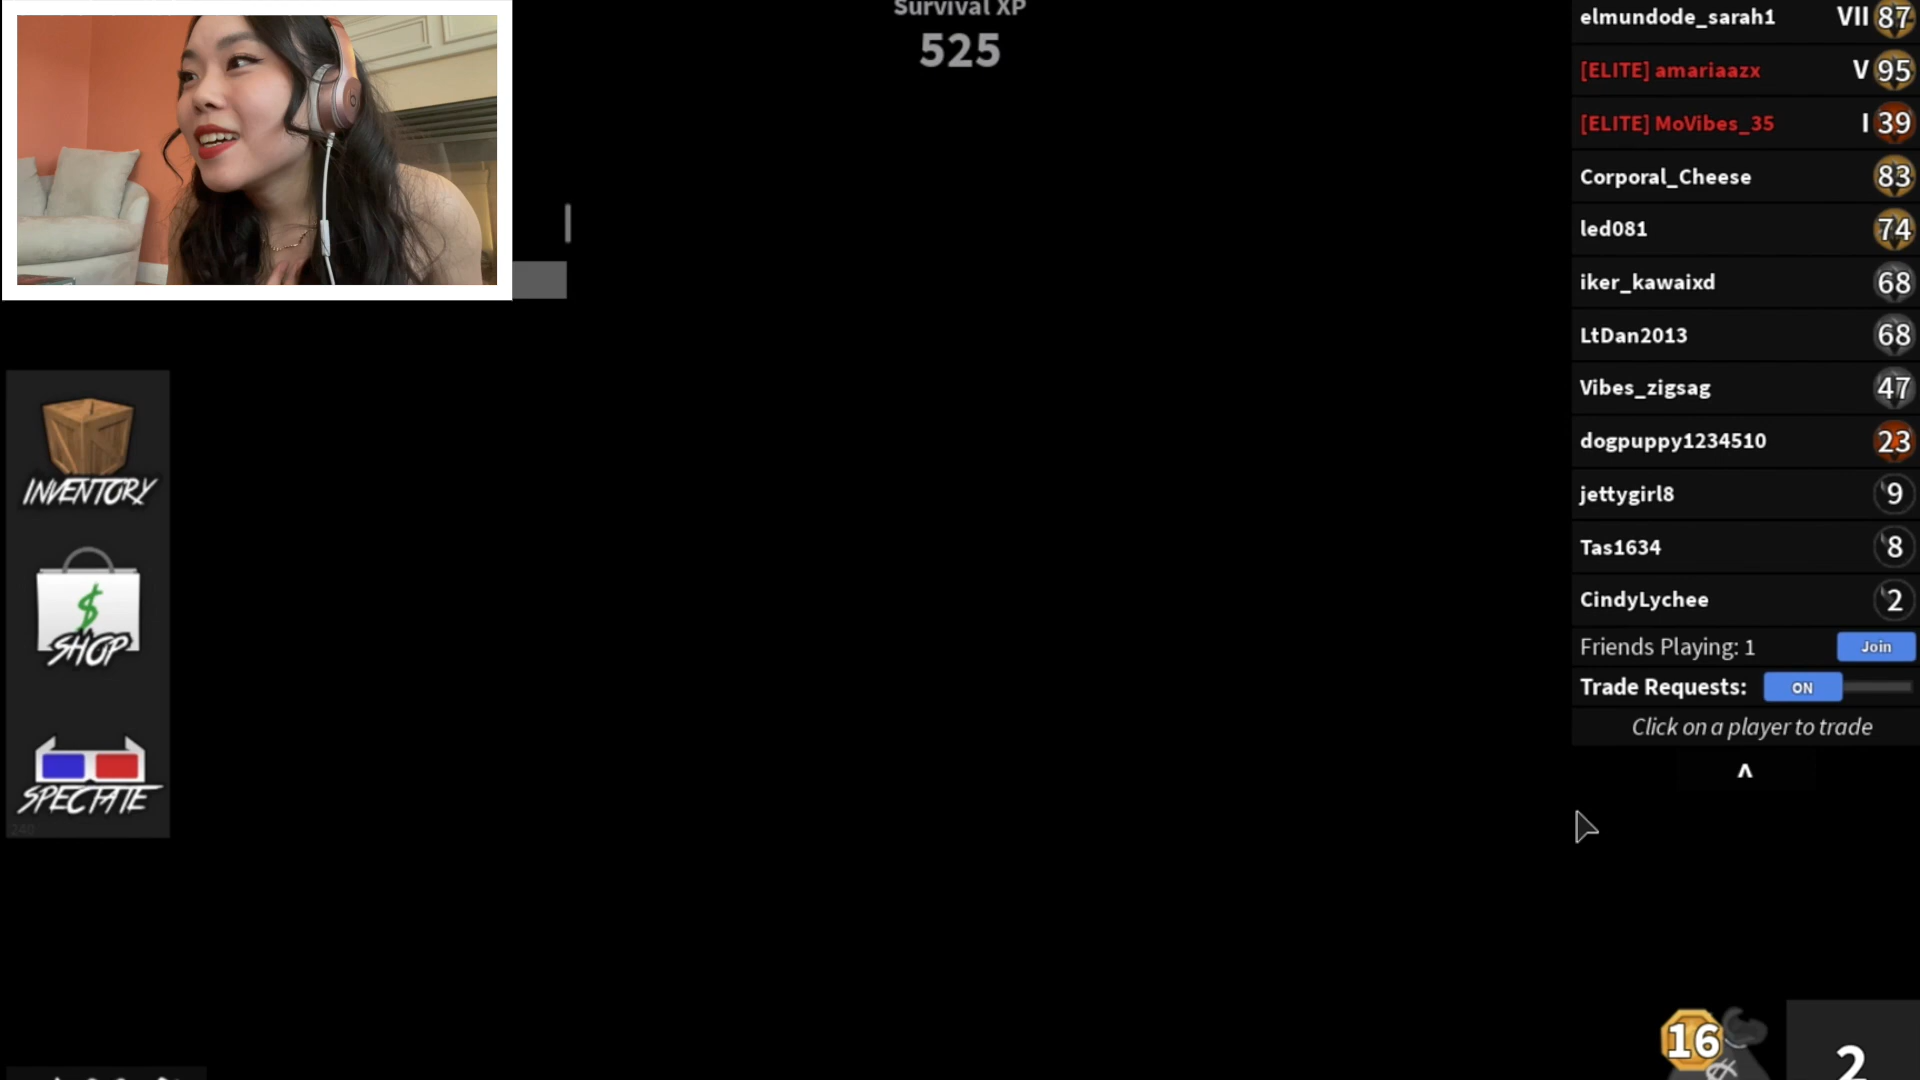 Survival XP
525
elmundode_sarah1 VII 87
[ELITE] amariaazx V 95
[ELITE] MoVibes_35 I 39
Corporal_Cheese 83
led081 74
iker_kawaixd 68
LtDan2013 68
Vibes_zigsag 47
dogpuppy1234510 23
jettygirl8 9
Tas1634 8
CindyLychee 2
Friends Playing: 1 Join
Trade Requests: ON
Click on a player to trade
^
INVENTORY
$
SHOP
SPECTATE
240
16
2